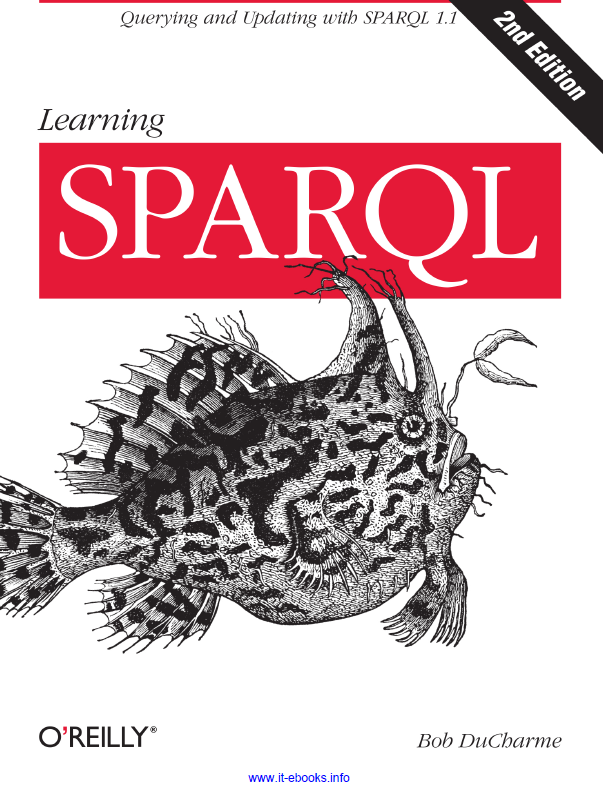 Querying and Updating with SPARQL 1.1
2nd Edition
Learning
SPARQL
O'REILLY®
Bob DuCharme
www.it-ebooks.info